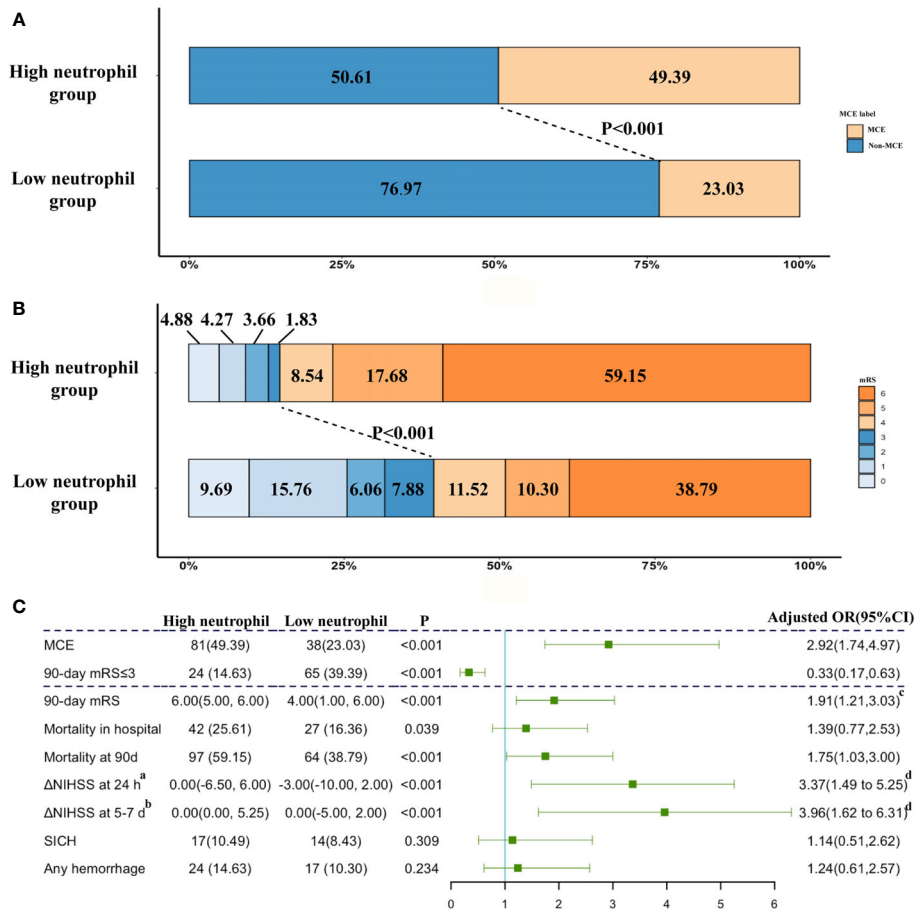 A
High neutrophil
group
50.61
49.39
P<0.001
Low neutrophil
group
76.97
23.03
0%
25%
50%
75%
100%
MCE label
MCE
Non-MCE
B
4.88
4.27
3.66
1.83
High neutrophil
group
8.54
17.68
59.15
P<0.001
Low neutrophil
group
9.69
15.76
6.06
7.88
11.52
10.30
38.79
0%
25%
50%
75%
100%
mRS
6
5
4
3
2
1
0
C
High neutrophil Low neutrophil P Adjusted OR(95%CI)
MCE 81(49.39) 38(23.03) <0.001 2.92(1.74,4.97)
90-day mRS≤3 24 (14.63) 65 (39.39) <0.001 0.33(0.17,0.63)
90-day mRS 6.00(5.00, 6.00) 4.00(1.00, 6.00) <0.001 1.91(1.21,3.03)c
Mortality in hospital 42 (25.61) 27 (16.36) 0.039 1.39(0.77,2.53)
Mortality at 90d 97 (59.15) 64 (38.79) <0.001 1.75(1.03,3.00)
ΔNIHSS at 24 ha 0.00(-6.50, 6.00) -3.00(-10.00, 2.00) <0.001 3.37(1.49 to 5.25)d
ΔNIHSS at 5-7 db 0.00(0.00, 5.25) 0.00(-5.00, 2.00) <0.001 3.96(1.62 to 6.31)d
SICH 17(10.49) 14(8.43) 0.309 1.14(0.51,2.62)
Any hemorrhage 24 (14.63) 17 (10.30) 0.234 1.24(0.61,2.57)
0 1 2 3 4 5 6